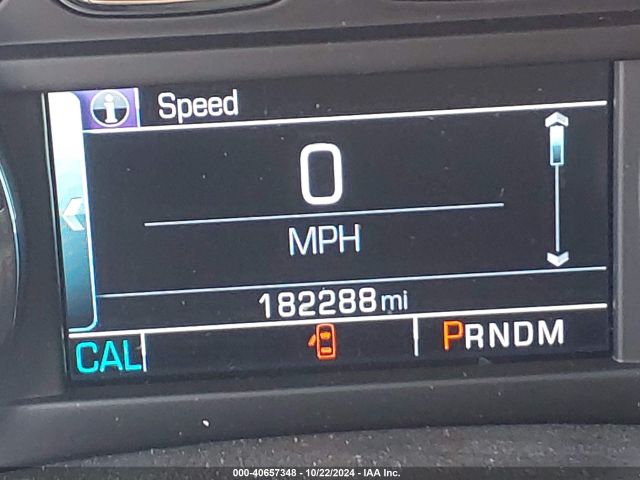 i Speed
0
MPH
182288 mi
CAL PRNDM
000-40657348 - 10/22/2024 - IAA Inc.